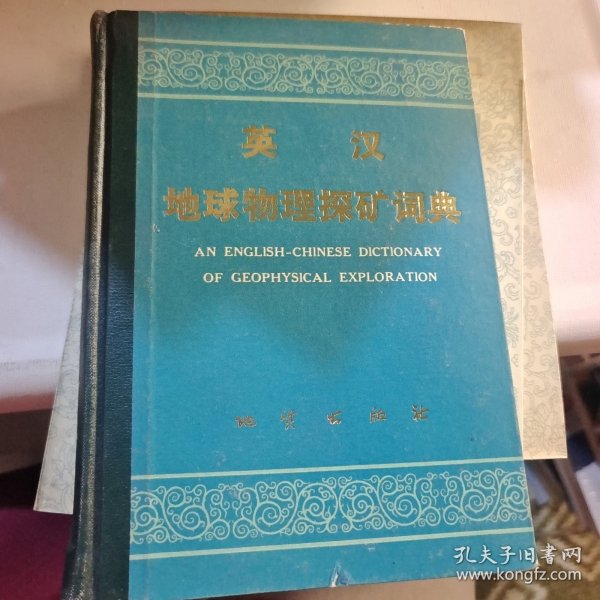 英 汉
地球物理探矿词典
AN ENGLISH-CHINESE DICTIONARY
OF GEOPHYSICAL EXPLORATION
地质出版社
孔夫子旧书网
www.kongfz.com